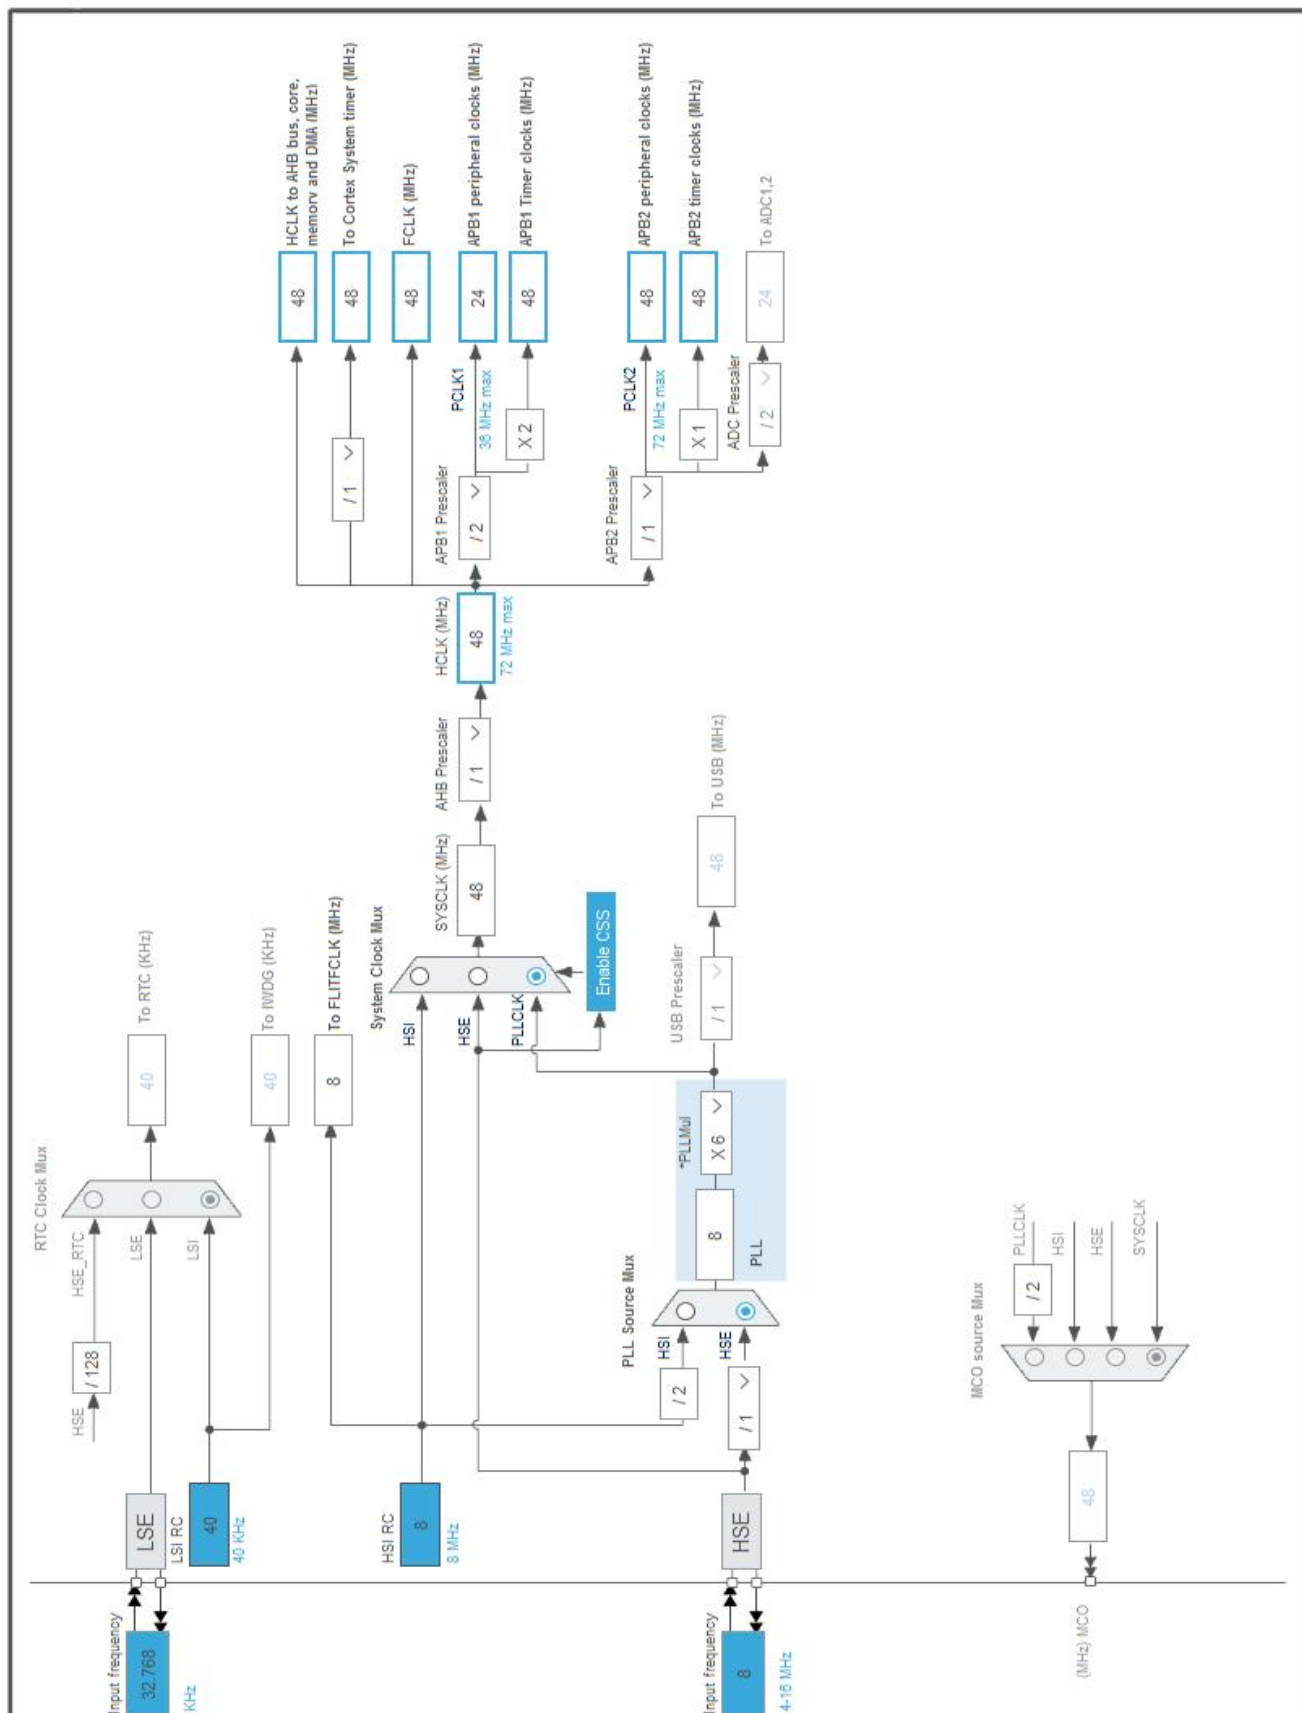 RTC Clock Mux
HSE
/ 128
HSE_RTC
To RTC (KHz)
40
Input frequency
32.768
KHz
LSE
LSE
LSI RC
40
40 KHz
LSI
To IWDG (KHz)
40
To FLITFCLK (MHz)
8
HSI RC
8
8 MHz
System Clock Mux
HSI
HSE
PLLCLK
Enable CSS
SYSCLK (MHz)
48
AHB Prescaler
/ 1
HCLK (MHz)
48
72 MHz max
48
HCLK to AHB bus, core,
memory and DMA (MHz)
/ 1
48
To Cortex System timer (MHz)
48
FCLK (MHz)
APB1 Prescaler
/ 2
PCLK1
36 MHz max
24
APB1 peripheral clocks (MHz)
X 2
48
APB1 Timer clocks (MHz)
APB2 Prescaler
/ 1
PCLK2
72 MHz max
48
APB2 peripheral clocks (MHz)
X 1
48
APB2 timer clocks (MHz)
ADC Prescaler
/ 2
24
To ADC1,2
PLL Source Mux
HSI
/ 2
HSE
/ 1
Input frequency
8
4-16 MHz
HSE
8
PLL
*PLLMul
X 6
USB Prescaler
/ 1
48
To USB (MHz)
MCO source Mux
PLLCLK
/ 2
HSI
HSE
SYSCLK
48
(MHz) MCO